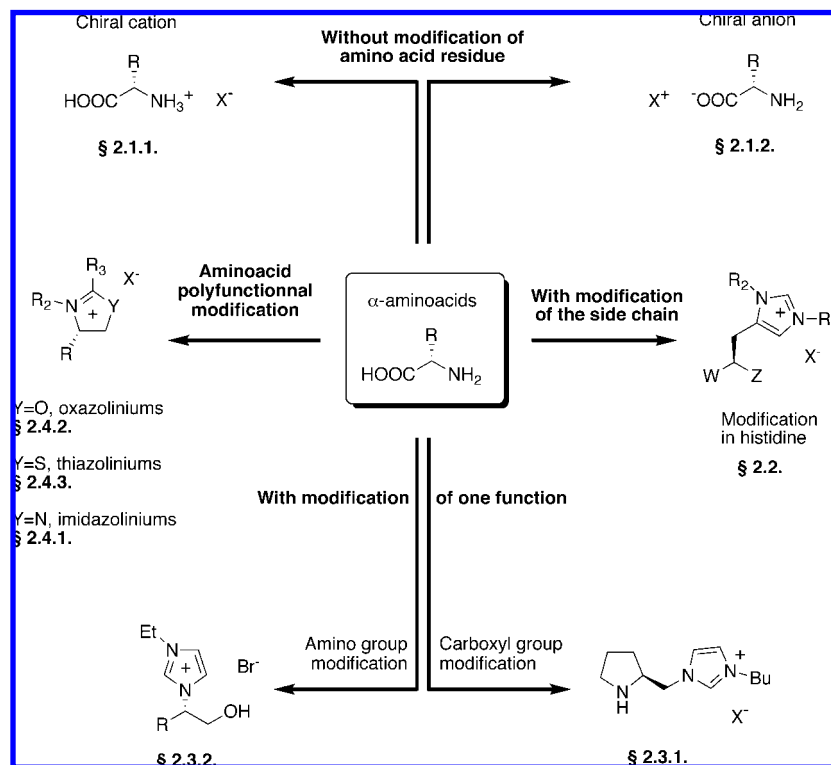 Chiral cation
R
HOOC NH3+ X-
§ 2.1.1.
Without modification of
amino acid residue
Chiral anion
R
X+ -OOC NH2
§ 2.1.2.
R3
X-
R2 N Y
+
R
Aminoacid
polyfunctionnal
modification
α-aminoacids
R
HOOC NH2
With modification
of the side chain
R2
N
+
N R
X-
W Z
Modification
in histidine
§ 2.2.
Y=O, oxazoliniums
§ 2.4.2.
Y=S, thiazoliniums
§ 2.4.3.
Y=N, imidazoliniums
§ 2.4.1.
With modification of one function
Et
N
+
Br-
N
R OH
§ 2.3.2.
Amino group
modification
Carboxyl group
modification
N
H
N
+
N
Bu
X-
§ 2.3.1.